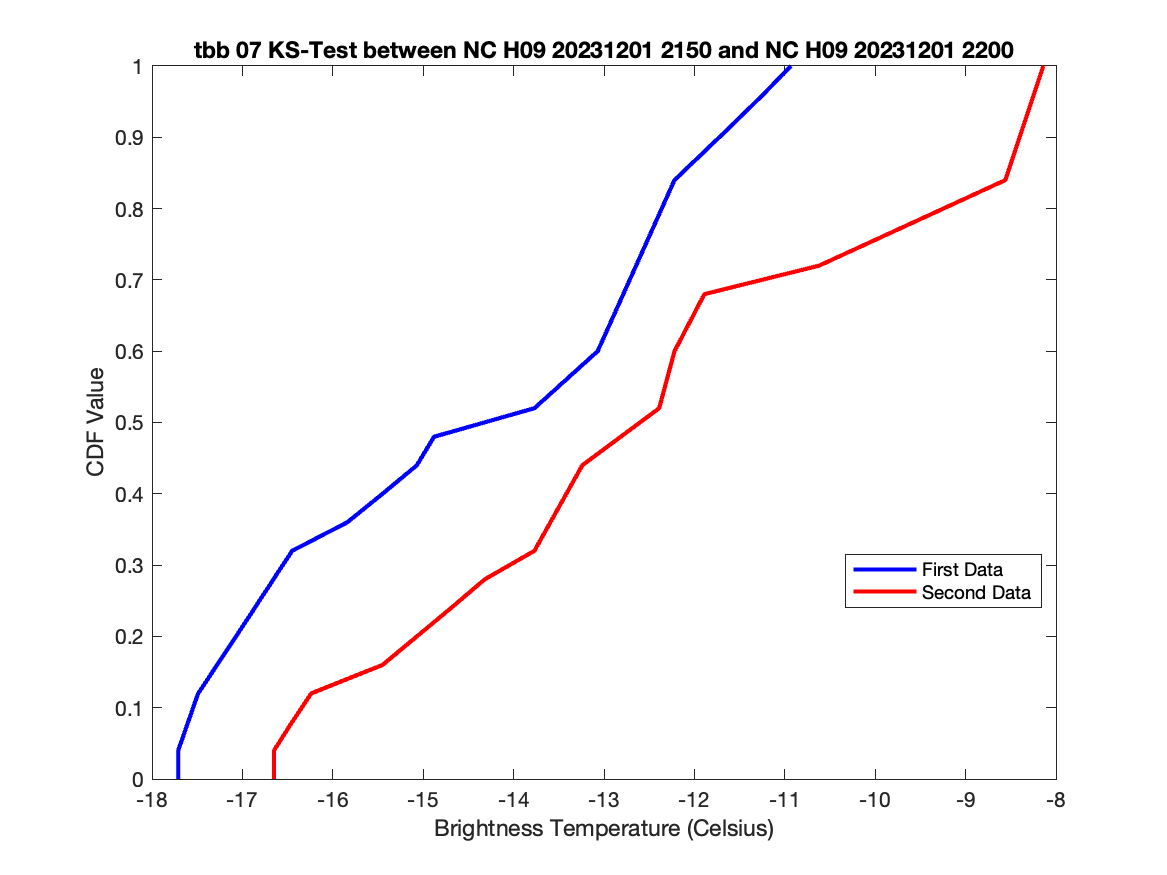 tbb 07 KS-Test between NC H09 20231201 2150 and NC H09 20231201 2200
1
0.9
0.8
0.7
0.6
0.5
0.4
0.3
0.2
0.1
0
CDF Value
First Data
Second Data
-18 -17 -16 -15 -14 -13 -12 -11 -10 -9 -8
Brightness Temperature (Celsius)